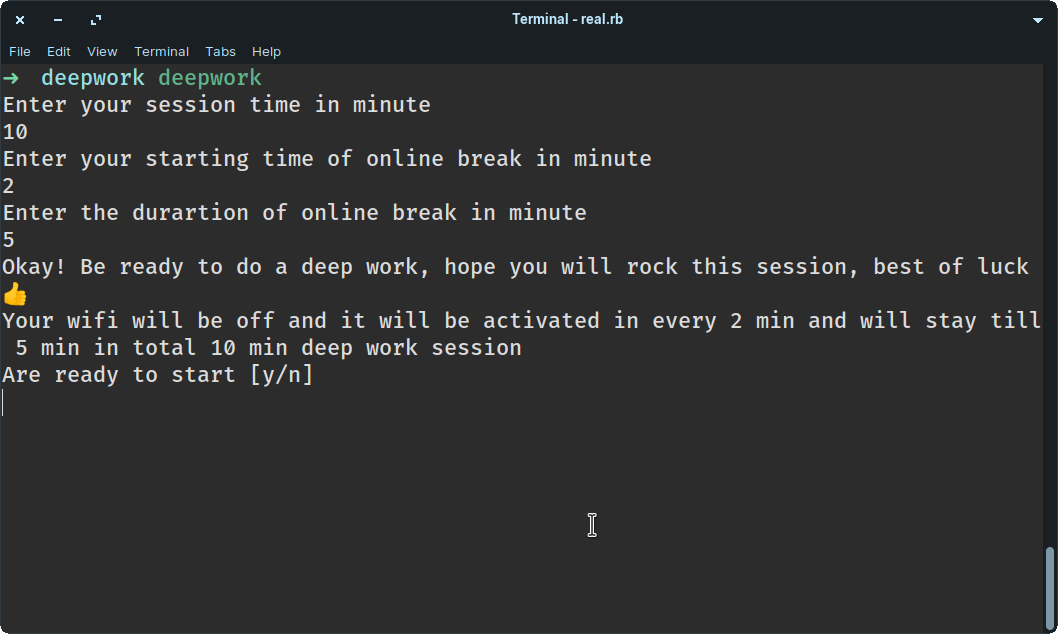 Terminal - real.rb
File Edit View Terminal Tabs Help
➜ deepwork deepwork
Enter your session time in minute
10
Enter your starting time of online break in minute
2
Enter the durartion of online break in minute
5
Okay! Be ready to do a deep work, hope you will rock this session, best of luck
👍
Your wifi will be off and it will be activated in every 2 min and will stay till
5 min in total 10 min deep work session
Are ready to start [y/n]